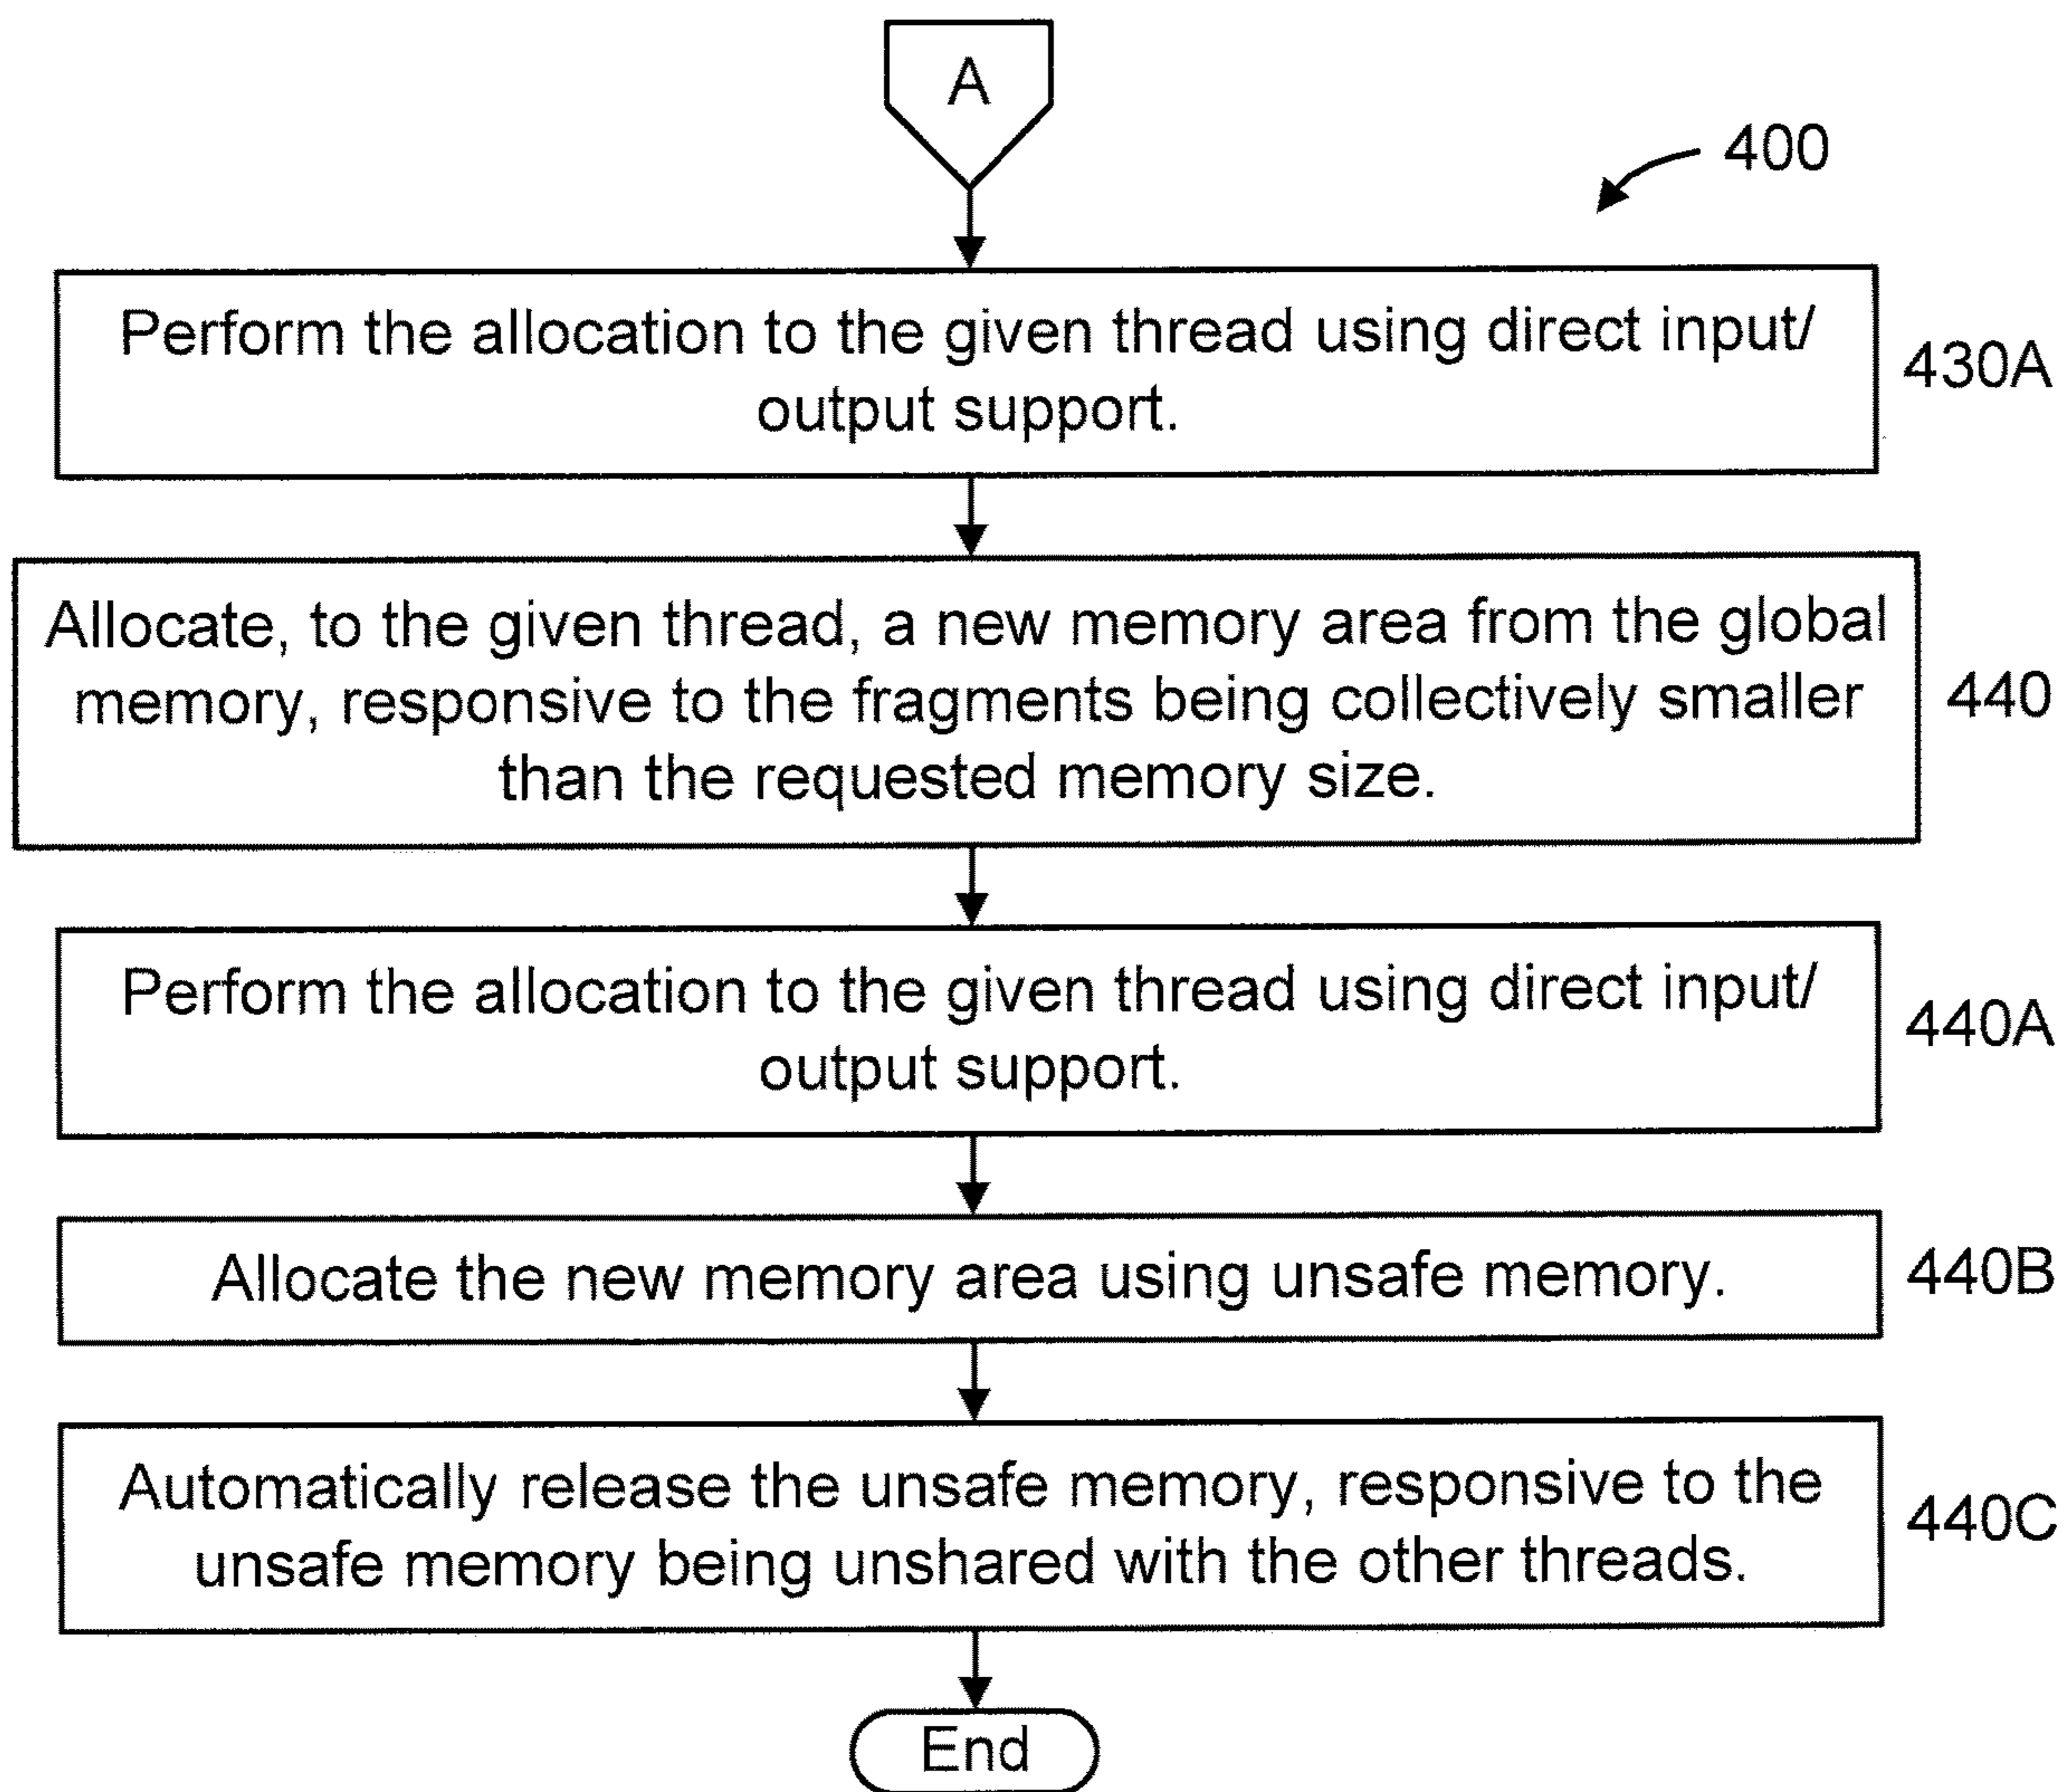 A
400
Perform the allocation to the given thread using direct input/
output support.
430A
Allocate, to the given thread, a new memory area from the global
memory, responsive to the fragments being collectively smaller
than the requested memory size.
440
Perform the allocation to the given thread using direct input/
output support.
440A
Allocate the new memory area using unsafe memory.
440B
Automatically release the unsafe memory, responsive to the
unsafe memory being unshared with the other threads.
440C
End